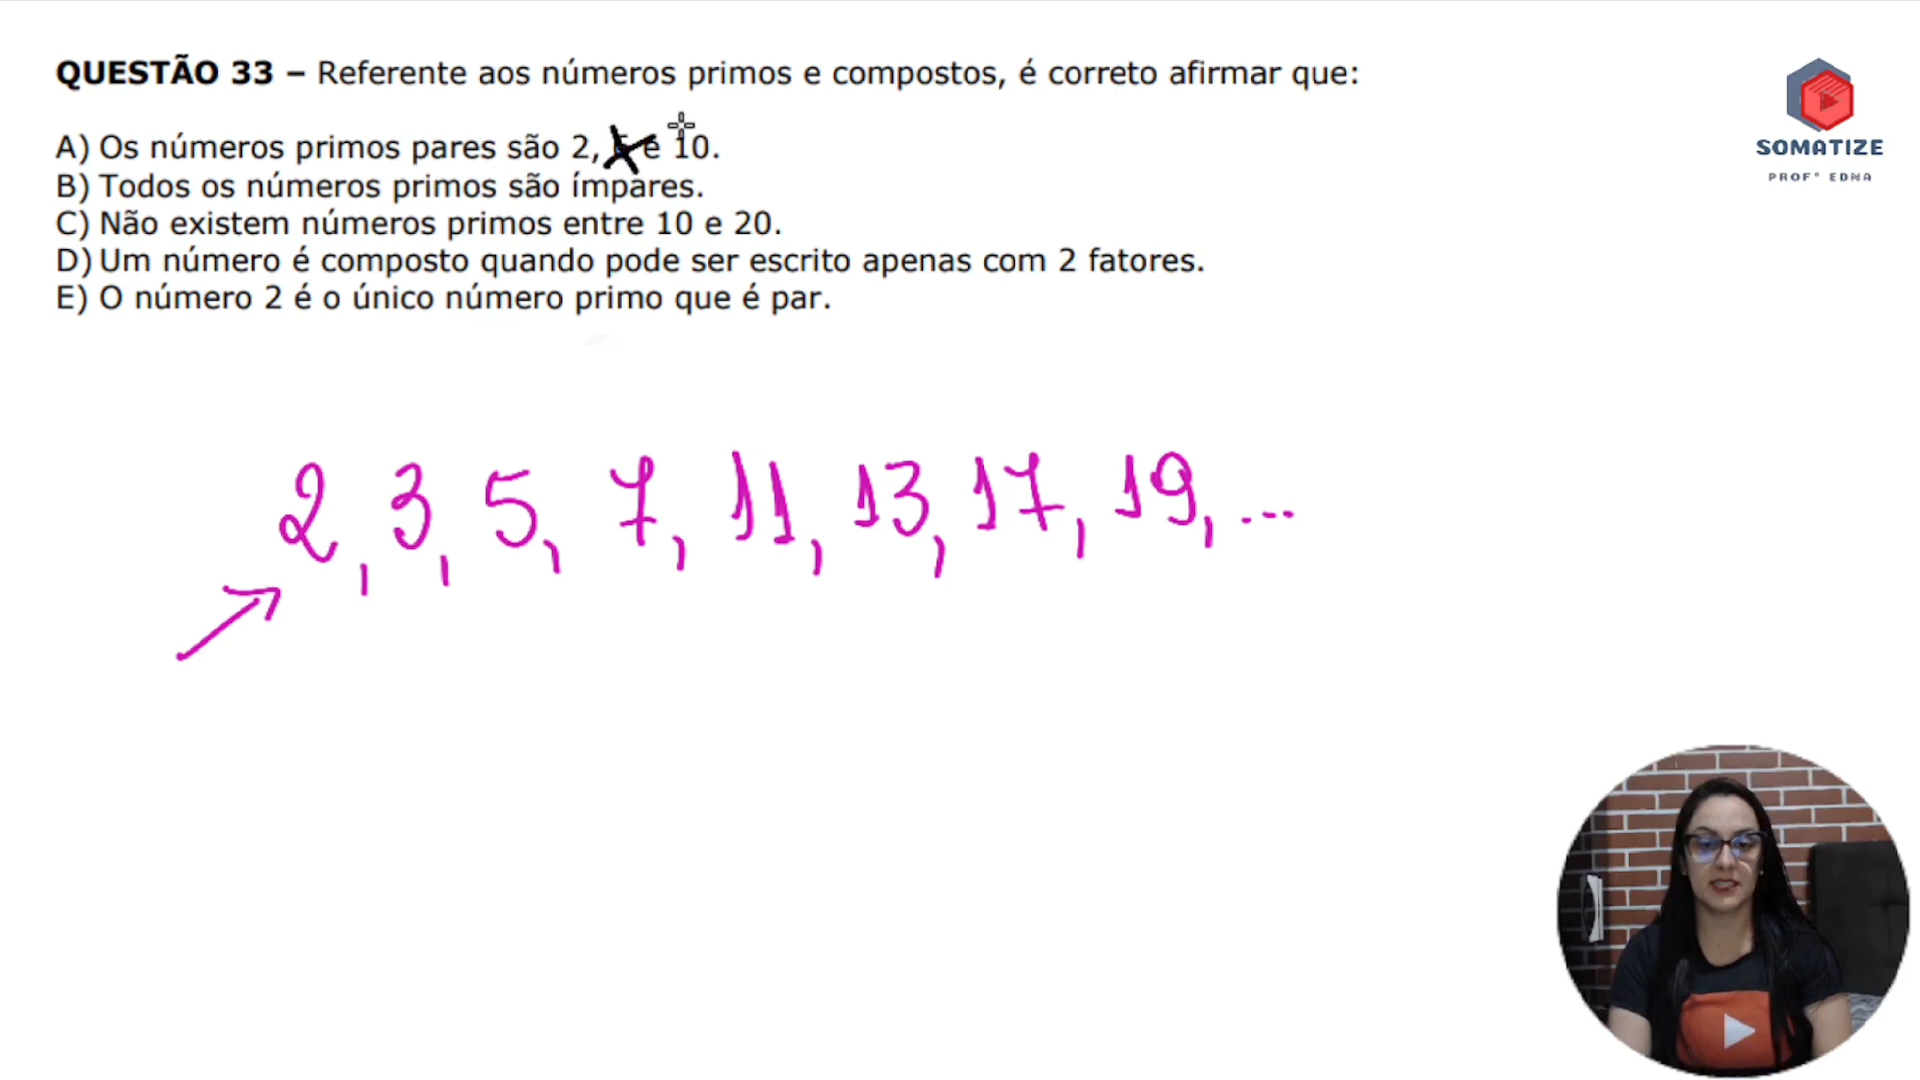 QUESTÃO 33 – Referente aos números primos e compostos, é correto afirmar que:
A) Os números primos pares são 2, e 10.
B) Todos os números primos são ímpares.
C) Não existem números primos entre 10 e 20.
D) Um número é composto quando pode ser escrito apenas com 2 fatores.
E) O número 2 é o único número primo que é par.
SOMATIZE
PROFª EDNA
2, 3, 5, 7, 11, 13, 17, 19, ...